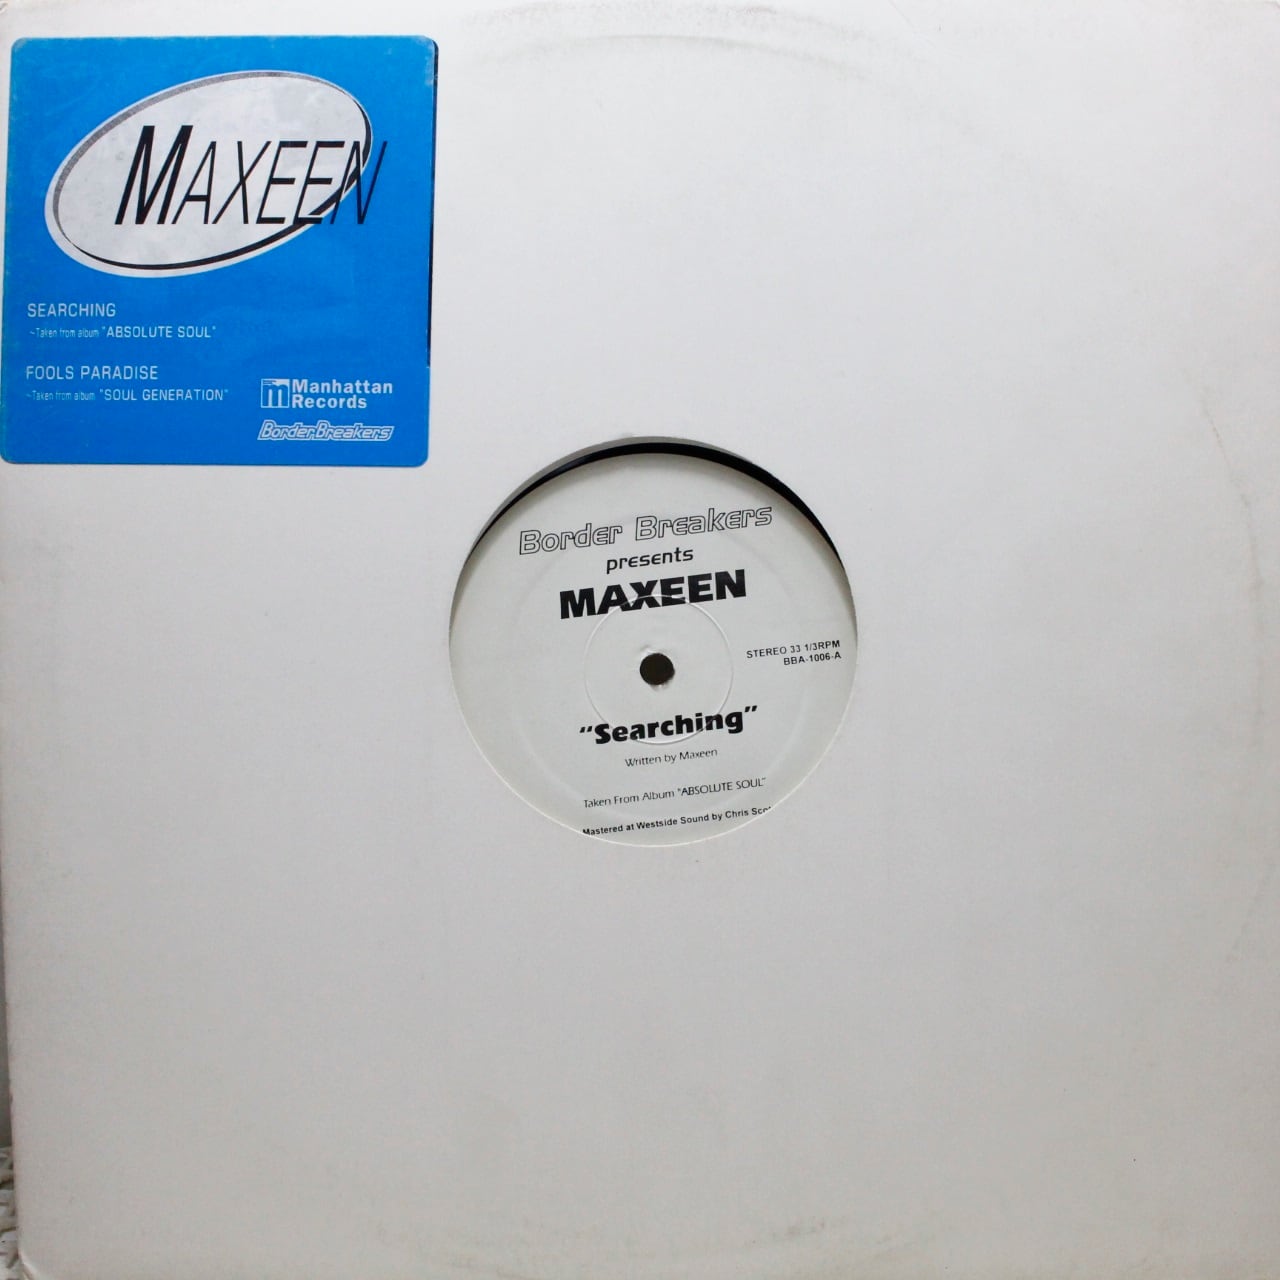 MAXEEN
SEARCHING
~Taken from album "ABSOLUTE SOUL"
FOOLS PARADISE
~Taken from album "SOUL GENERATION"
m Manhattan
Records
BorderBreakers
Border Breakers
presents
MAXEEN
STEREO 33 1/3RPM
BBA-1006-A
"Searching"
Written by Maxeen
Taken From Album "ABSOLUTE SOUL"
Mastered at Westside Sound by Chris